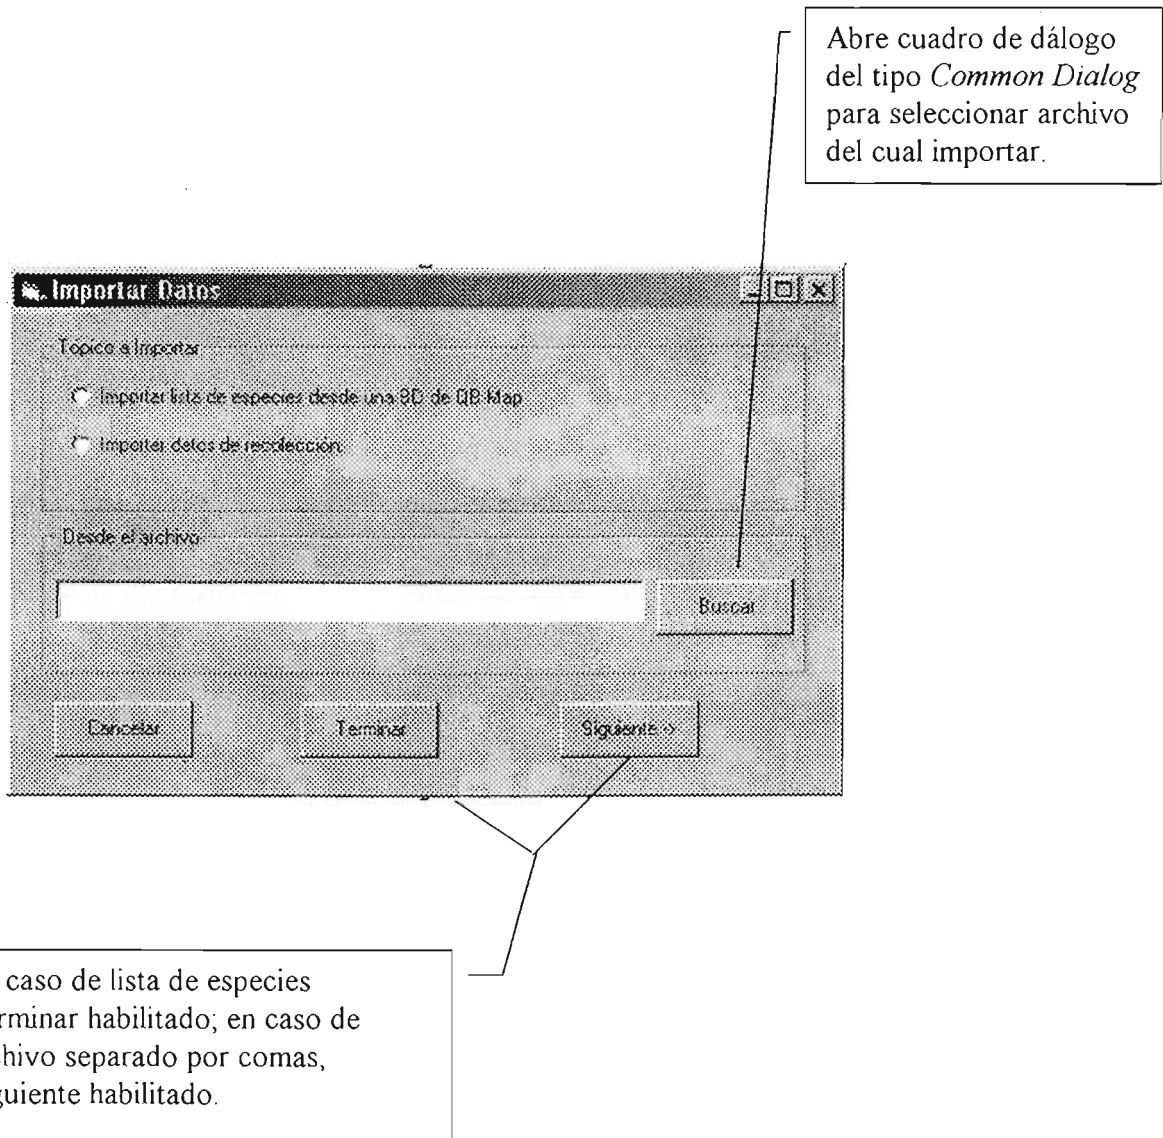 Abre cuadro de dálogo
del tipo Common Dialog
para seleccionar archivo
del cual importar.
Importar Datos
Topico a Importar
Importar lista de especies desde una BD de QB-Map
Importar datos de recolección
Desde el archivo
Buscar
Cancelar
Terminar
Siguiente ->
caso de lista de especies
rminar habilitado; en caso de
hivo separado por comas,
guiente habilitado.